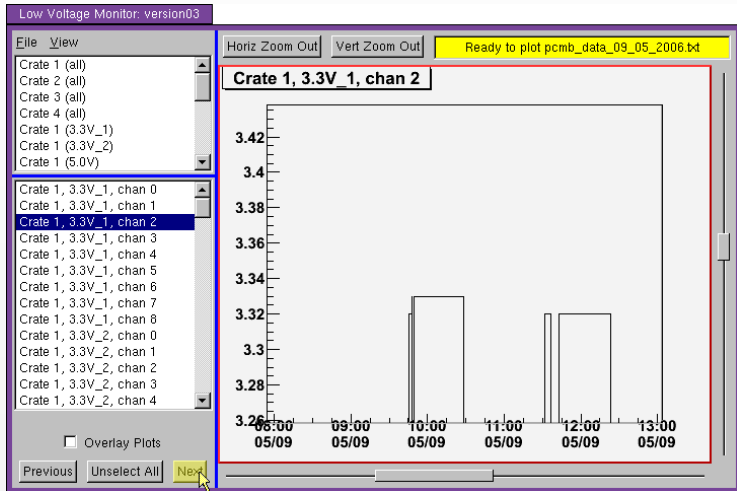 Low Voltage Monitor: version03
File View
Crate 1 (all)
Crate 2 (all)
Crate 3 (all)
Crate 4 (all)
Crate 1 (3.3V_1)
Crate 1 (3.3V_2)
Crate 1 (5.0V)
Crate 1, 3.3V_1, chan 0
Crate 1, 3.3V_1, chan 1
Crate 1, 3.3V_1, chan 2
Crate 1, 3.3V_1, chan 3
Crate 1, 3.3V_1, chan 4
Crate 1, 3.3V_1, chan 5
Crate 1, 3.3V_1, chan 6
Crate 1, 3.3V_1, chan 7
Crate 1, 3.3V_1, chan 8
Crate 1, 3.3V_2, chan 0
Crate 1, 3.3V_2, chan 1
Crate 1, 3.3V_2, chan 2
Crate 1, 3.3V_2, chan 3
Crate 1, 3.3V_2, chan 4
Overlay Plots
Previous Unselect All Next
Horiz Zoom Out Vert Zoom Out Ready to plot pcmb_data_09_05_2006.txt
Crate 1, 3.3V_1, chan 2
3.42
3.4
3.38
3.36
3.34
3.32
3.3
3.28
3.26
08:00 09:00 10:00 11:00 12:00 13:00
05/09 05/09 05/09 05/09 05/09 05/09